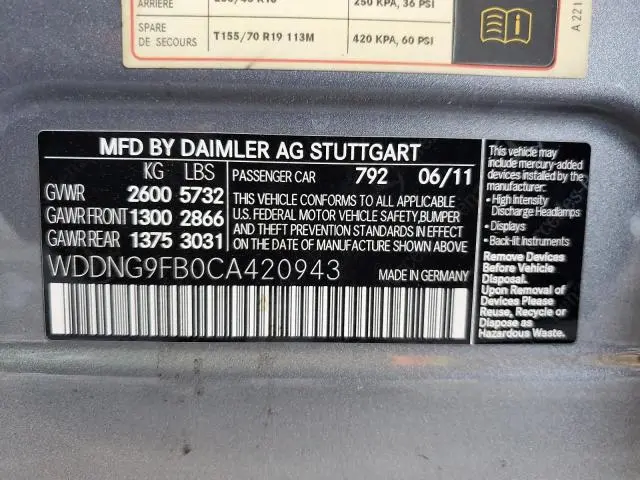 ARRIÈRE 250 KPA, 36 PSI
SPARE
DE SECOURS T155/70 R19 113M 420 KPA, 60 PSI
A 221
MFD BY DAIMLER AG STUTTGART
KG LBS PASSENGER CAR 792 06/11
GVWR 2600 5732
GAWR FRONT 1300 2866
GAWR REAR 1375 3031
THIS VEHICLE CONFORMS TO ALL APPLICABLE
U.S. FEDERAL MOTOR VEHICLE SAFETY, BUMPER
AND THEFT PREVENTION STANDARDS IN EFFECT
ON THE DATE OF MANUFACTURE SHOWN ABOVE.
WDDNG9FB0CA420943
This vehicle may
include mercury-added
devices installed by the
manufacturer:
· High Intensity
Discharge Headlamps
· Displays
· Back-lit Instruments
Remove Devices
Before Vehicle
Disposal.
Upon Removal of
Devices Please
Reuse, Recycle or
Dispose as
Hazardous Waste.